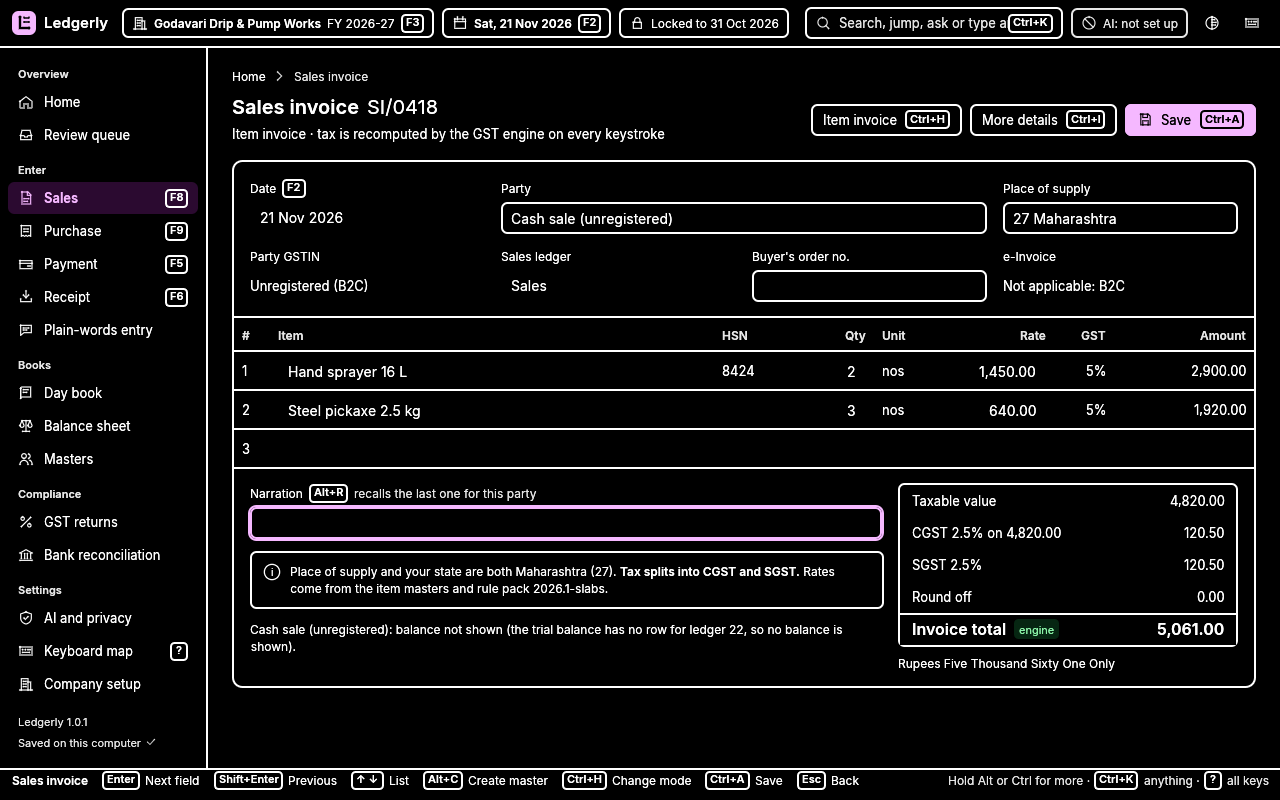 Ledgerly
Godavari Drip & Pump Works FY 2026-27 F3
Sat, 21 Nov 2026 F2
Locked to 31 Oct 2026
Search, jump, ask or type a Ctrl+K
AI: not set up
Overview
Home
Review queue
Enter
Sales F8
Purchase F9
Payment F5
Receipt F6
Plain-words entry
Books
Day book
Balance sheet
Masters
Compliance
GST returns
Bank reconciliation
Settings
AI and privacy
Keyboard map ?
Company setup
Ledgerly 1.0.1
Saved on this computer
Home Sales invoice
Sales invoice SI/0418
Item invoice · tax is recomputed by the GST engine on every keystroke
Item invoice Ctrl+H
More details Ctrl+I
Save Ctrl+A
Date F2 Party Place of supply
21 Nov 2026 Cash sale (unregistered) 27 Maharashtra
Party GSTIN Sales ledger Buyer's order no. e-Invoice
Unregistered (B2C) Sales Not applicable: B2C
# Item HSN Qty Unit Rate GST Amount
1 Hand sprayer 16 L 8424 2 nos 1,450.00 5% 2,900.00
2 Steel pickaxe 2.5 kg 3 nos 640.00 5% 1,920.00
3
Narration Alt+R recalls the last one for this party
Place of supply and your state are both Maharashtra (27). Tax splits into CGST and SGST. Rates
come from the item masters and rule pack 2026.1-slabs.
Cash sale (unregistered): balance not shown (the trial balance has no row for ledger 22, so no balance is
shown).
Taxable value 4,820.00
CGST 2.5% on 4,820.00 120.50
SGST 2.5% 120.50
Round off 0.00
Invoice total engine 5,061.00
Rupees Five Thousand Sixty One Only
Sales invoice Enter Next field Shift+Enter Previous ↑ ↓ List Alt+C Create master Ctrl+H Change mode Ctrl+A Save Esc Back Hold Alt or Ctrl for more · Ctrl+K anything · ? all keys